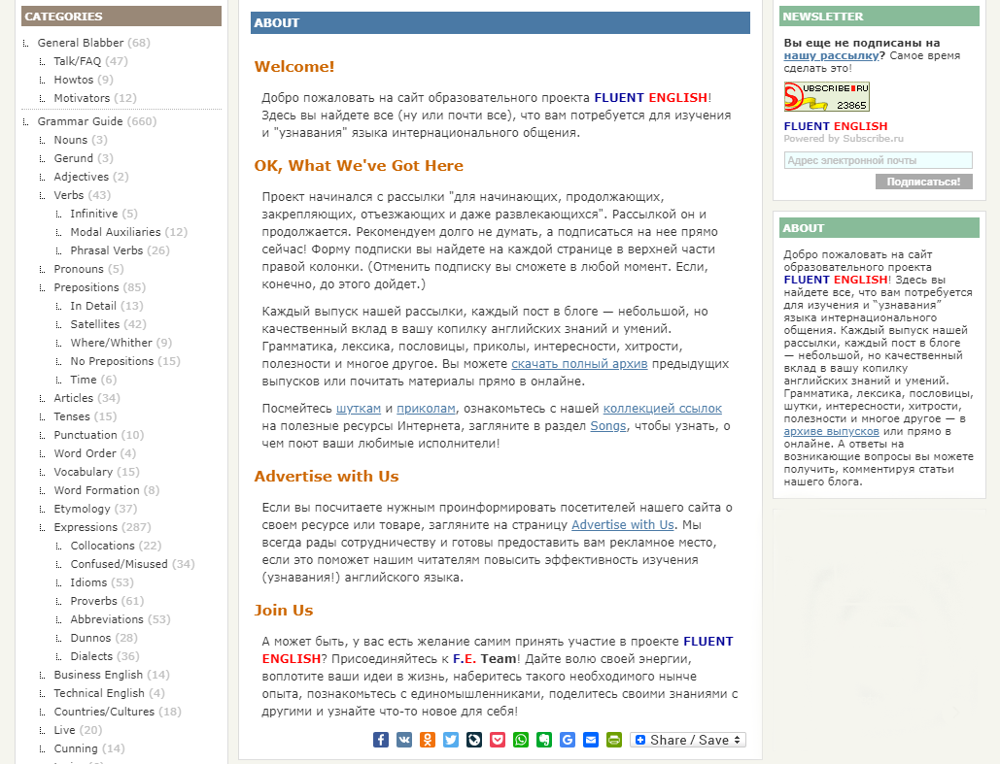 CATEGORIES
General Blabber (68)
Talk/FAQ (47)
Howtos (9)
Motivators (12)
Grammar Guide (660)
Nouns (3)
Gerund (3)
Adjectives (2)
Verbs (43)
Infinitive (5)
Modal Auxiliaries (12)
Phrasal Verbs (26)
Pronouns (5)
Prepositions (85)
In Detail (13)
Satellites (42)
Where/Whither (9)
No Prepositions (15)
Time (6)
Articles (34)
Tenses (15)
Punctuation (10)
Word Order (4)
Vocabulary (15)
Word Formation (8)
Etymology (37)
Expressions (287)
Collocations (22)
Confused/Misused (34)
Idioms (53)
Proverbs (61)
Abbreviations (53)
Dunnos (28)
Dialects (36)
Business English (14)
Technical English (4)
Countries/Cultures (18)
Live (20)
Cunning (14)
ABOUT
Welcome!
Добро пожаловать на сайт образовательного проекта FLUENT ENGLISH!
Здесь вы найдете все (ну или почти все), что вам потребуется для изучения
и "узнавания" языка интернационального общения.
OK, What We've Got Here
Проект начинался с рассылки "для начинающих, продолжающих,
закрепляющих, отъезжающих и даже развлекающихся". Рассылкой он и
продолжается. Рекомендуем долго не думать, а подписаться на нее прямо
сейчас! Форму подписки вы найдете на каждой странице в верхней части
правой колонки. (Отменить подписку вы сможете в любой момент. Если,
конечно, до этого дойдет.)
Каждый выпуск нашей рассылки, каждый пост в блоге — небольшой, но
качественный вклад в вашу копилку английских знаний и умений.
Грамматика, лексика, пословицы, приколы, интересности, хитрости,
полезности и многое другое. Вы можете скачать полный архив предыдущих
выпусков или почитать материалы прямо в онлайне.
Посмейтесь шуткам и приколам, ознакомьтесь с нашей коллекцией ссылок
на полезные ресурсы Интернета, загляните в раздел Songs, чтобы узнать, о
чем поют ваши любимые исполнители!
Advertise with Us
Если вы посчитаете нужным проинформировать посетителей нашего сайта о
своем ресурсе или товаре, загляните на страницу Advertise with Us. Мы
всегда рады сотрудничеству и готовы предоставить вам рекламное место,
если это поможет нашим читателям повысить эффективность изучения
(узнавания!) английского языка.
Join Us
А может быть, у вас есть желание самим принять участие в проекте FLUENT
ENGLISH? Присоединяйтесь к F.E. Team! Дайте волю своей энергии,
воплотите ваши идеи в жизнь, наберитесь такого необходимого нынче
опыта, познакомьтесь с единомышленниками, поделитесь своими знаниями с
другими и узнайте что-то новое для себя!
Share / Save
NEWSLETTER
Вы еще не подписаны на
нашу рассылку? Самое время
сделать это!
SUBSCRIBE.RU
23865
FLUENT ENGLISH
Powered by Subscribe.ru
Адрес электронной почты
Подписаться!
ABOUT
Добро пожаловать на сайт
образовательного проекта
FLUENT ENGLISH! Здесь вы
найдете все, что вам потребуется
для изучения и “узнавания”
языка интернационального
общения. Каждый выпуск нашей
рассылки, каждый пост в блоге
— небольшой, но качественный
вклад в вашу копилку
английских знаний и умений.
Грамматика, лексика, пословицы,
шутки, интересности, хитрости,
полезности и многое другое — в
архиве выпусков или прямо в
онлайне. А ответы на
возникающие вопросы вы можете
получить, комментируя статьи
нашего блога.